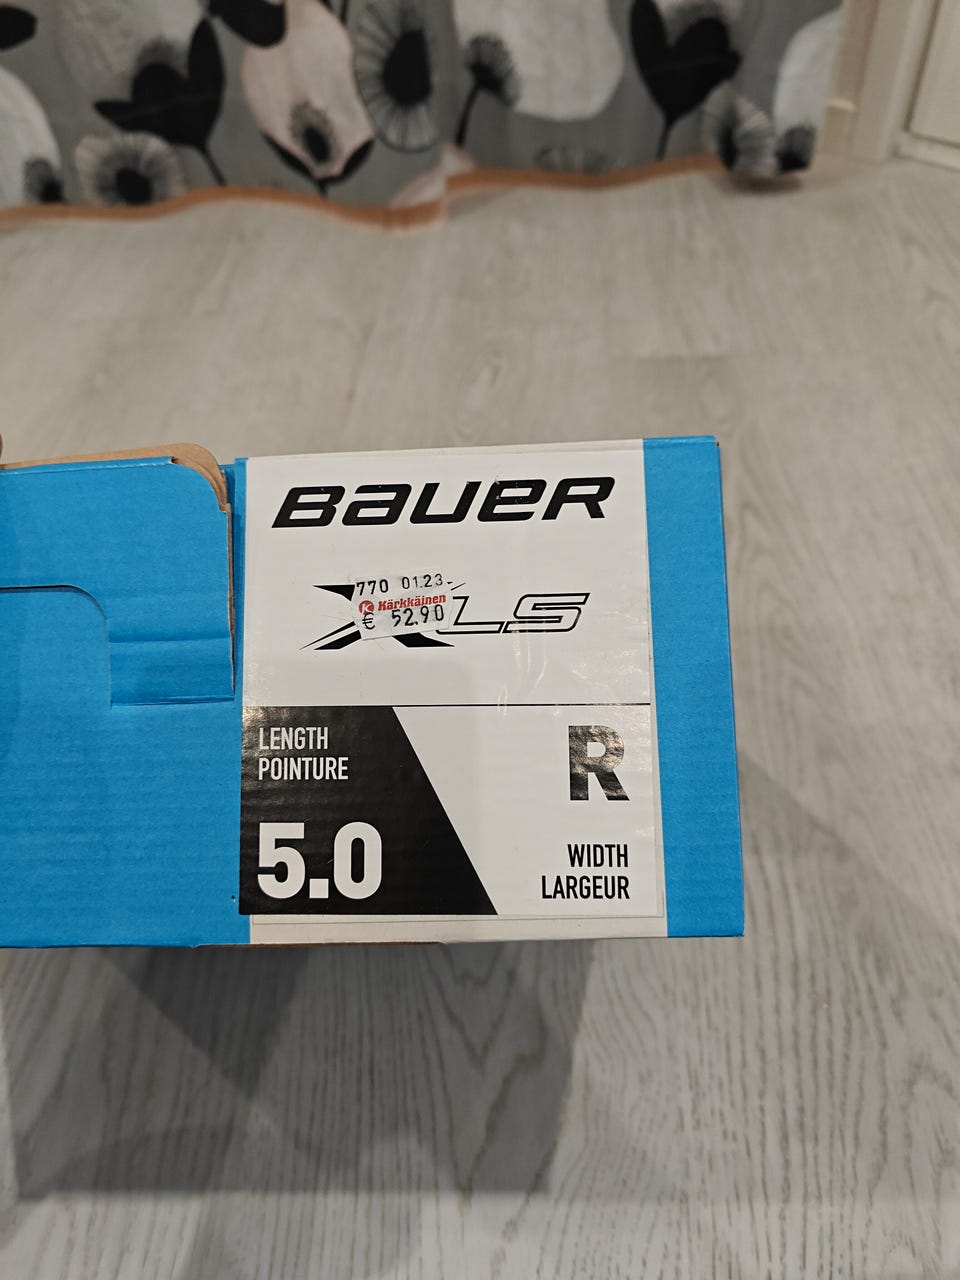 BAUER
770 01.23-
K Kärkkäinen
€ 52.90
XLS
LENGTH
POINTURE
5.0
R
WIDTH
LARGEUR